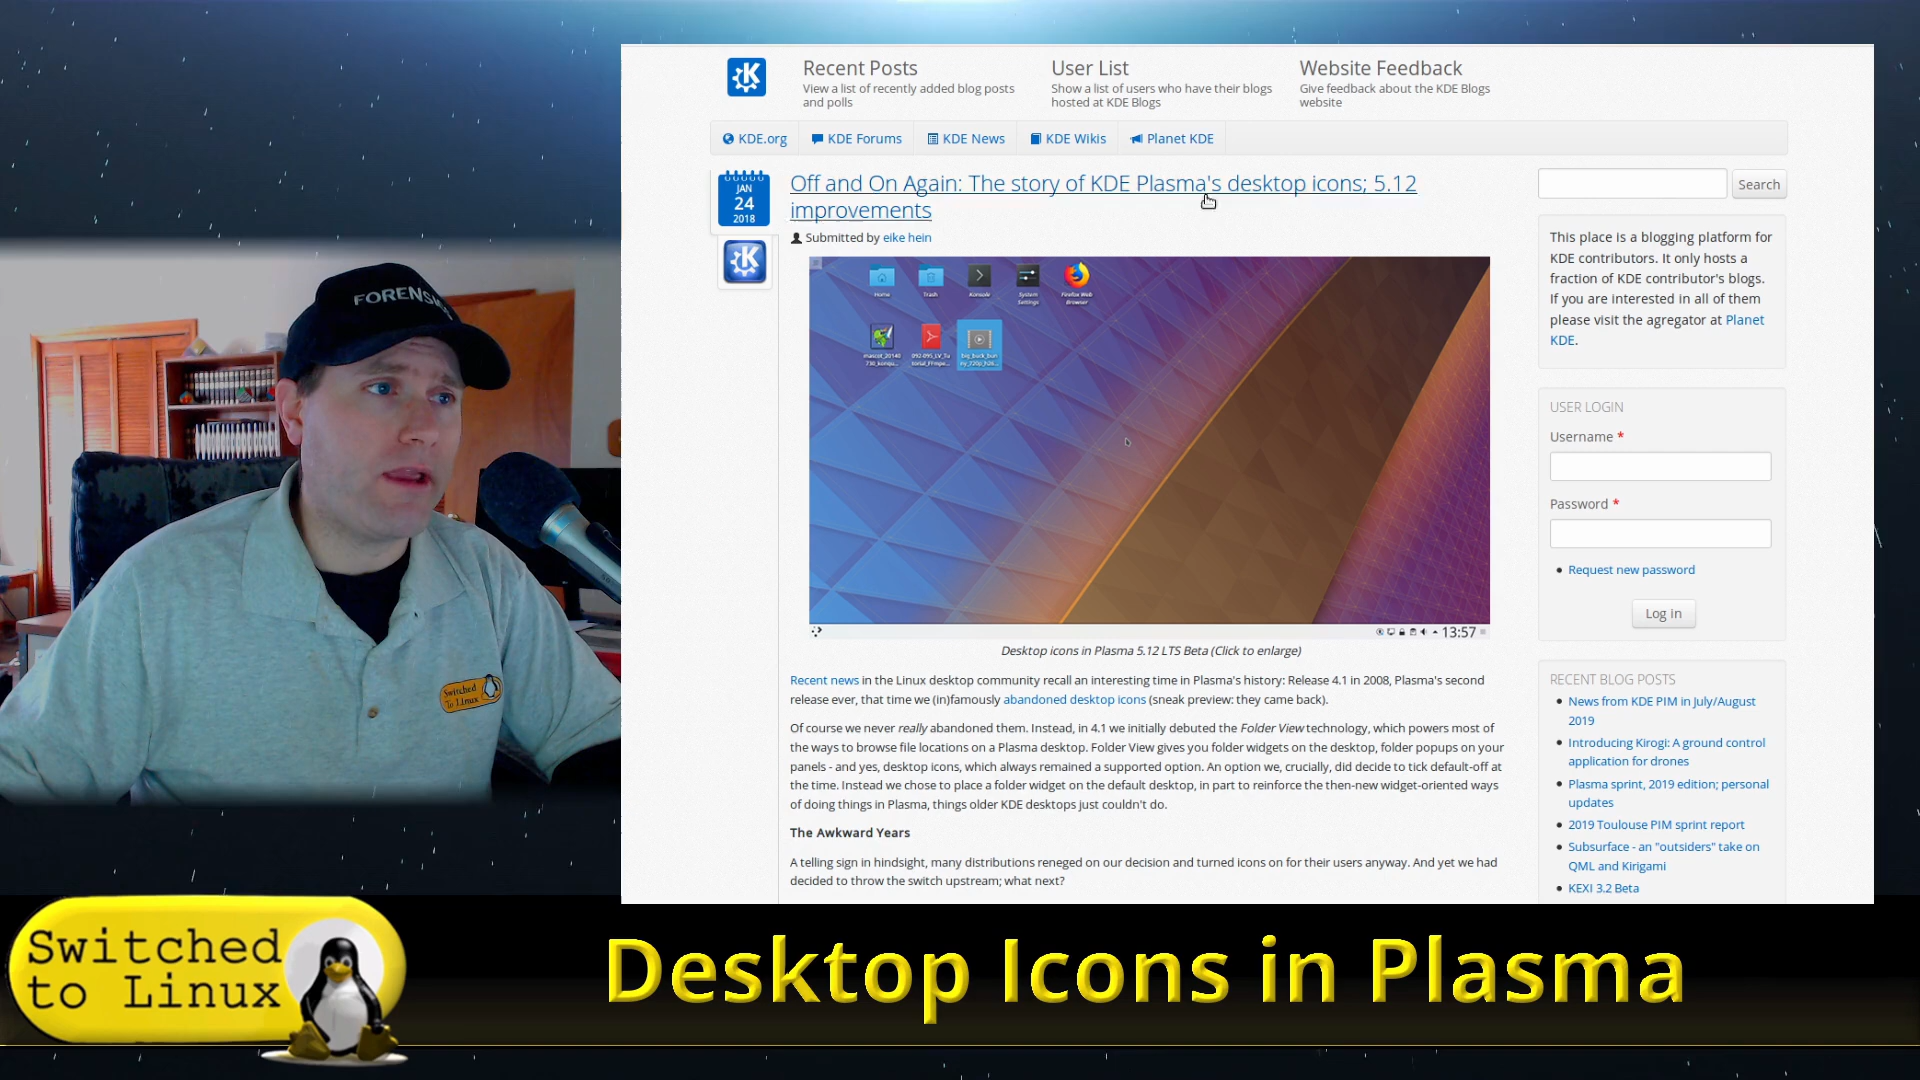 Recent Posts
View a list of recently added blog posts
and polls
User List
Show a list of users who have their blogs
hosted at KDE Blogs
Website Feedback
Give feedback about the KDE Blogs
website
KDE.org
KDE Forums
KDE News
KDE Wikis
Planet KDE
JAN
24
2018
Off and On Again: The story of KDE Plasma's desktop icons; 5.12
improvements
Submitted by eike hein
Home
Trash
Konsole
System
Settings
Firefox Web
Browser
13:57
Desktop icons in Plasma 5.12 LTS Beta (Click to enlarge)
Recent news in the Linux desktop community recall an interesting time in Plasma's history: Release 4.1 in 2008, Plasma's second
release ever, that time we (in)famously abandoned desktop icons (sneak preview: they came back).
Of course we never really abandoned them. Instead, in 4.1 we initially debuted the Folder View technology, which powers most of
the ways to browse file locations on a Plasma desktop. Folder View gives you folder widgets on the desktop, folder popups on your
panels - and yes, desktop icons, which always remained a supported option. An option we, crucially, did decide to tick default-off at
the time. Instead we chose to place a folder widget on the default desktop, in part to reinforce the then-new widget-oriented ways
of doing things in Plasma, things older KDE desktops just couldn't do.
The Awkward Years
A telling sign in hindsight, many distributions reneged on our decision and turned icons on for their users anyway. And yet we had
decided to throw the switch upstream; what next?
Search
This place is a blogging platform for
KDE contributors. It only hosts a
fraction of KDE contributor's blogs.
If you are interested in all of them
please visit the agregator at Planet
KDE.
USER LOGIN
Username *
Password *
Request new password
Log in
RECENT BLOG POSTS
News from KDE PIM in July/August
2019
Introducing Kirogi: A ground control
application for drones
Plasma sprint, 2019 edition; personal
updates
2019 Toulouse PIM sprint report
Subsurface - an "outsiders" take on
QML and Kirigami
KEXI 3.2 Beta
FORENS
Switched
To Linux
Switched
to Linux
Desktop Icons in Plasma